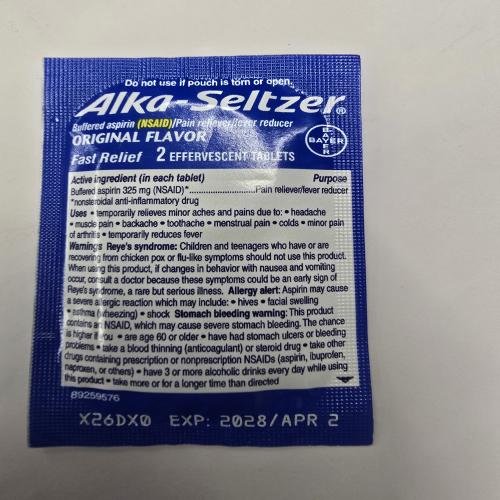 Do not use if pouch is torn or open.
Alka-Seltzer®
Buffered aspirin (NSAID)/Pain reliever/fever reducer
ORIGINAL FLAVOR
BAYER
Fast Relief 2 EFFERVESCENT TABLETS
Active ingredient (in each tablet) Purpose
Buffered aspirin 325 mg (NSAID)*..........................Pain reliever/fever reducer
*nonsteroidal anti-inflammatory drug
Uses • temporarily relieves minor aches and pains due to: • headache
• muscle pain • backache • toothache • menstrual pain • colds • minor pain
of arthritis • temporarily reduces fever
Warnings Reye's syndrome: Children and teenagers who have or are
recovering from chicken pox or flu-like symptoms should not use this product.
When using this product, if changes in behavior with nausea and vomiting
occur, consult a doctor because these symptoms could be an early sign of
Reye's syndrome, a rare but serious illness. Allergy alert: Aspirin may cause
a severe allergic reaction which may include: • hives • facial swelling
• asthma (wheezing) • shock Stomach bleeding warning: This product
contains an NSAID, which may cause severe stomach bleeding. The chance
is higher if you • are age 60 or older • have had stomach ulcers or bleeding
problems • take a blood thinning (anticoagulant) or steroid drug • take other
drugs containing prescription or nonprescription NSAIDs (aspirin, ibuprofen,
naproxen, or others) • have 3 or more alcoholic drinks every day while using
this product • take more or for a longer time than directed
89259576
X26DX0 EXP: 2028/APR 2